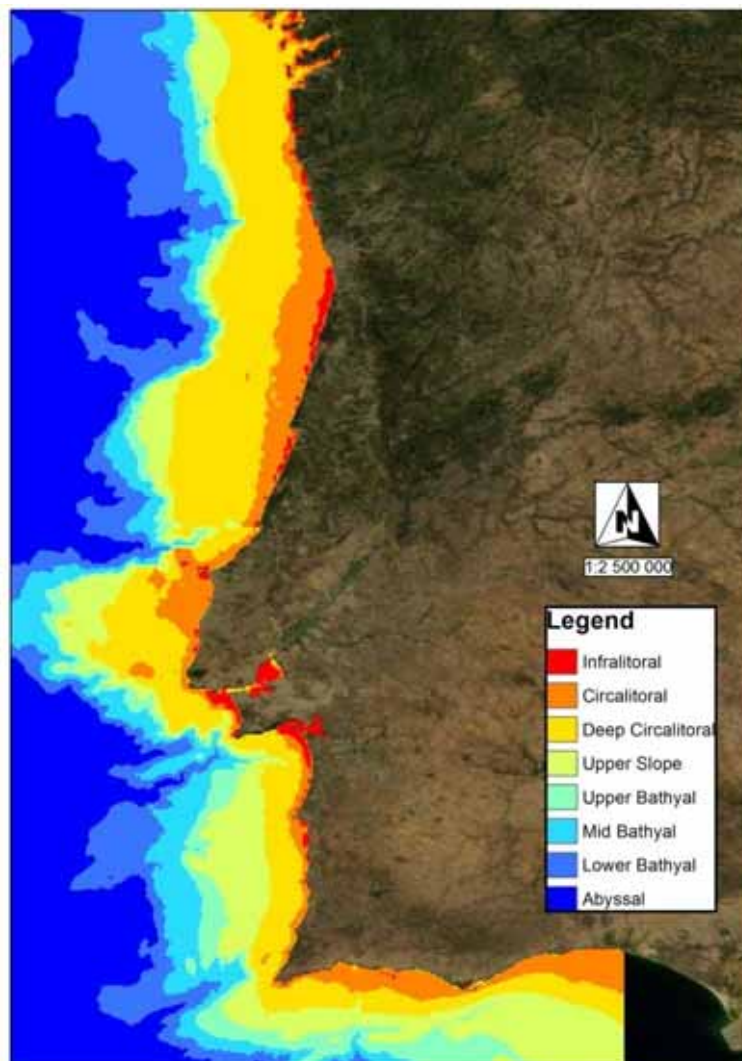 N
1:2 500 000
Legend
Infralitoral
Circalitoral
Deep Circalitoral
Upper Slope
Upper Bathyal
Mid Bathyal
Lower Bathyal
Abyssal